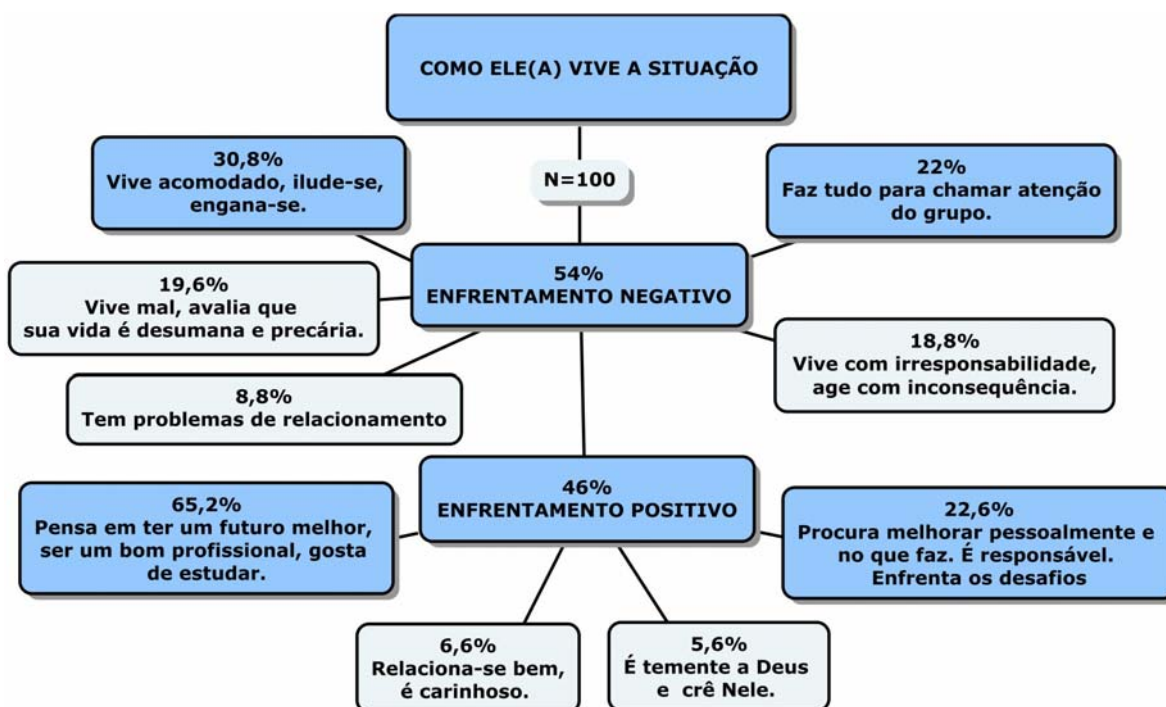 COMO ELE(A) VIVE A SITUAÇÃO
N=100
30,8%
Vive acomodado, ilude-se,
engana-se.
22%
Faz tudo para chamar atenção
do grupo.
54%
ENFRENTAMENTO NEGATIVO
19,6%
Vive mal, avalia que
sua vida é desumana e precária.
18,8%
Vive com irresponsabilidade,
age com inconsequência.
8,8%
Tem problemas de relacionamento
46%
ENFRENTAMENTO POSITIVO
65,2%
Pensa em ter um futuro melhor,
ser um bom profissional, gosta
de estudar.
22,6%
Procura melhorar pessoalmente e
no que faz. É responsável.
Enfrenta os desafios
6,6%
Relaciona-se bem,
é carinhoso.
5,6%
É temente a Deus
e crê Nele.